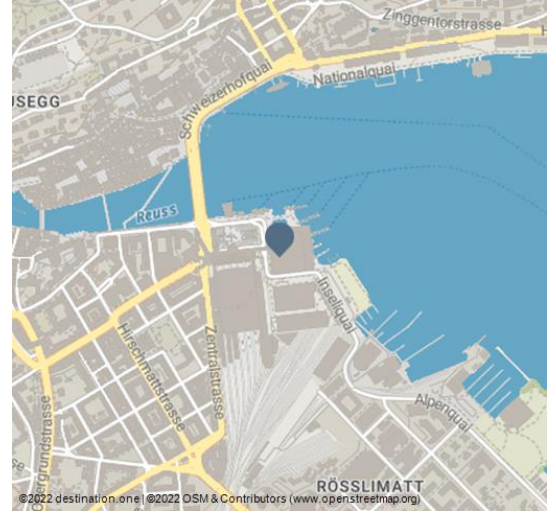 Zinggentorstrasse
H
Nationalquai
Schweizerhofquai
USEGG
Reuss
Inseliquai
Hirschmattstrasse
Zentralstrasse
Obergrundstrasse
Alpenquai
RÖSSLIMATT
©2022 destination.one | ©2022 OSM & Contributors (www.openstreetmap.org)